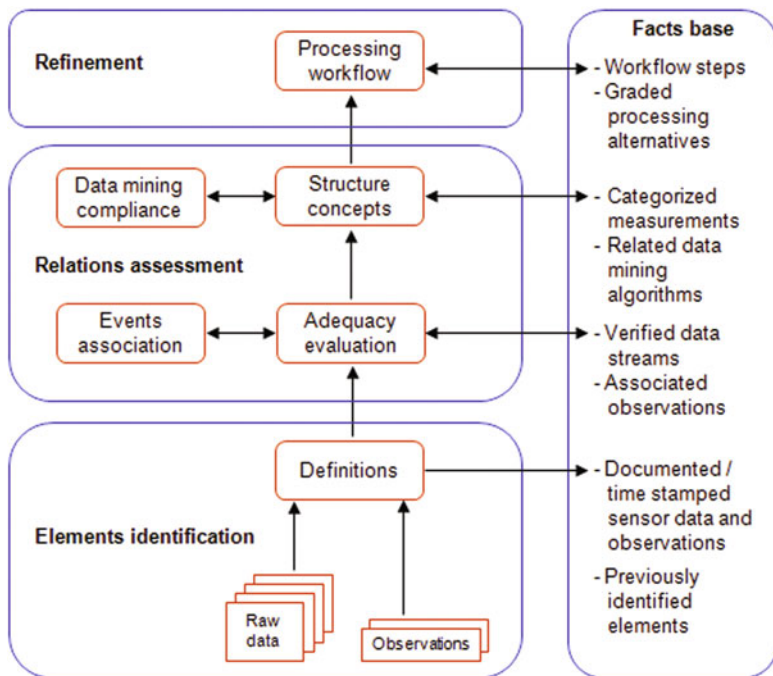 Refinement
Processing
workflow
Data mining
compliance
Structure
concepts
Relations assessment
Events
association
Adequacy
evaluation
Definitions
Elements identification
Raw
data
Observations
Facts base
- Workflow steps
- Graded
processing
alternatives
- Categorized
measurements
- Related data
mining
algorithms
- Verified data
streams
- Associated
observations
- Documented /
time stamped
sensor data and
observations
- Previously
identified
elements